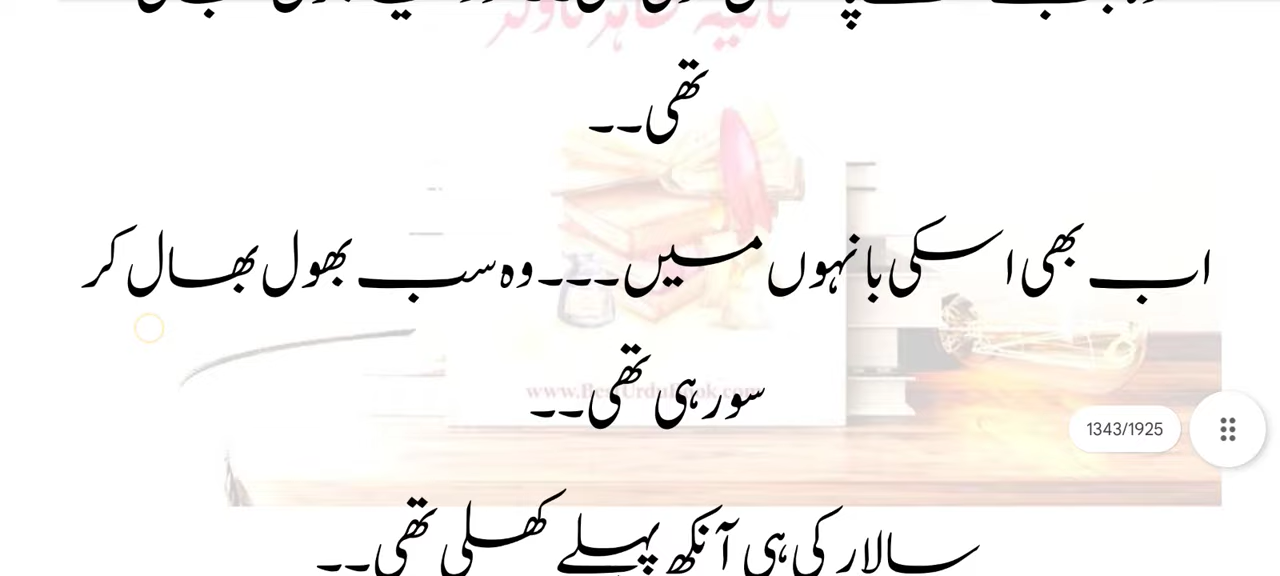 تھی۔۔
اب بھی اسکی بانہوں میں۔۔۔وہ سب بھول بھال کر
سو رہی تھی۔۔
سالار کی ہی آنکھ پہلے کھلی تھی۔۔
1343/1925